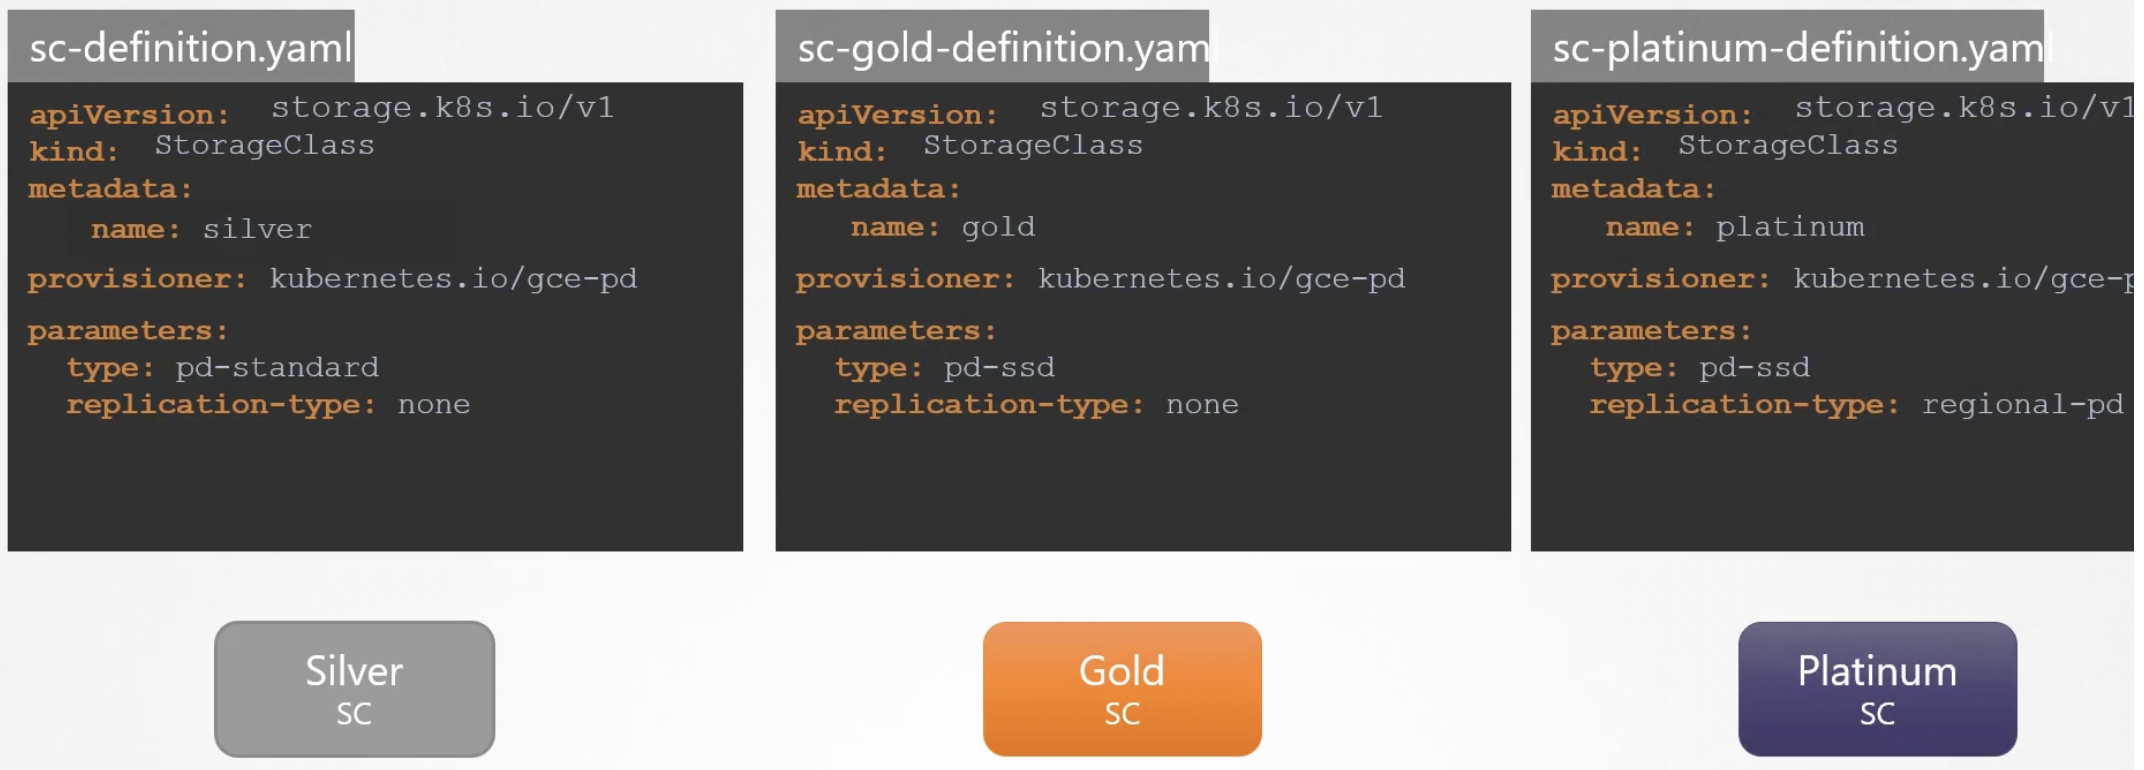 sc-definition.yaml
apiVersion: storage.k8s.io/v1
kind: StorageClass
metadata:
name: silver
provisioner: kubernetes.io/gce-pd
parameters:
type: pd-standard
replication-type: none
Silver
SC
sc-gold-definition.yaml
apiVersion: storage.k8s.io/v1
kind: StorageClass
metadata:
name: gold
provisioner: kubernetes.io/gce-pd
parameters:
type: pd-ssd
replication-type: none
Gold
SC
sc-platinum-definition.yaml
apiVersion: storage.k8s.io/v1
kind: StorageClass
metadata:
name: platinum
provisioner: kubernetes.io/gce-p
parameters:
type: pd-ssd
replication-type: regional-pd
Platinum
SC